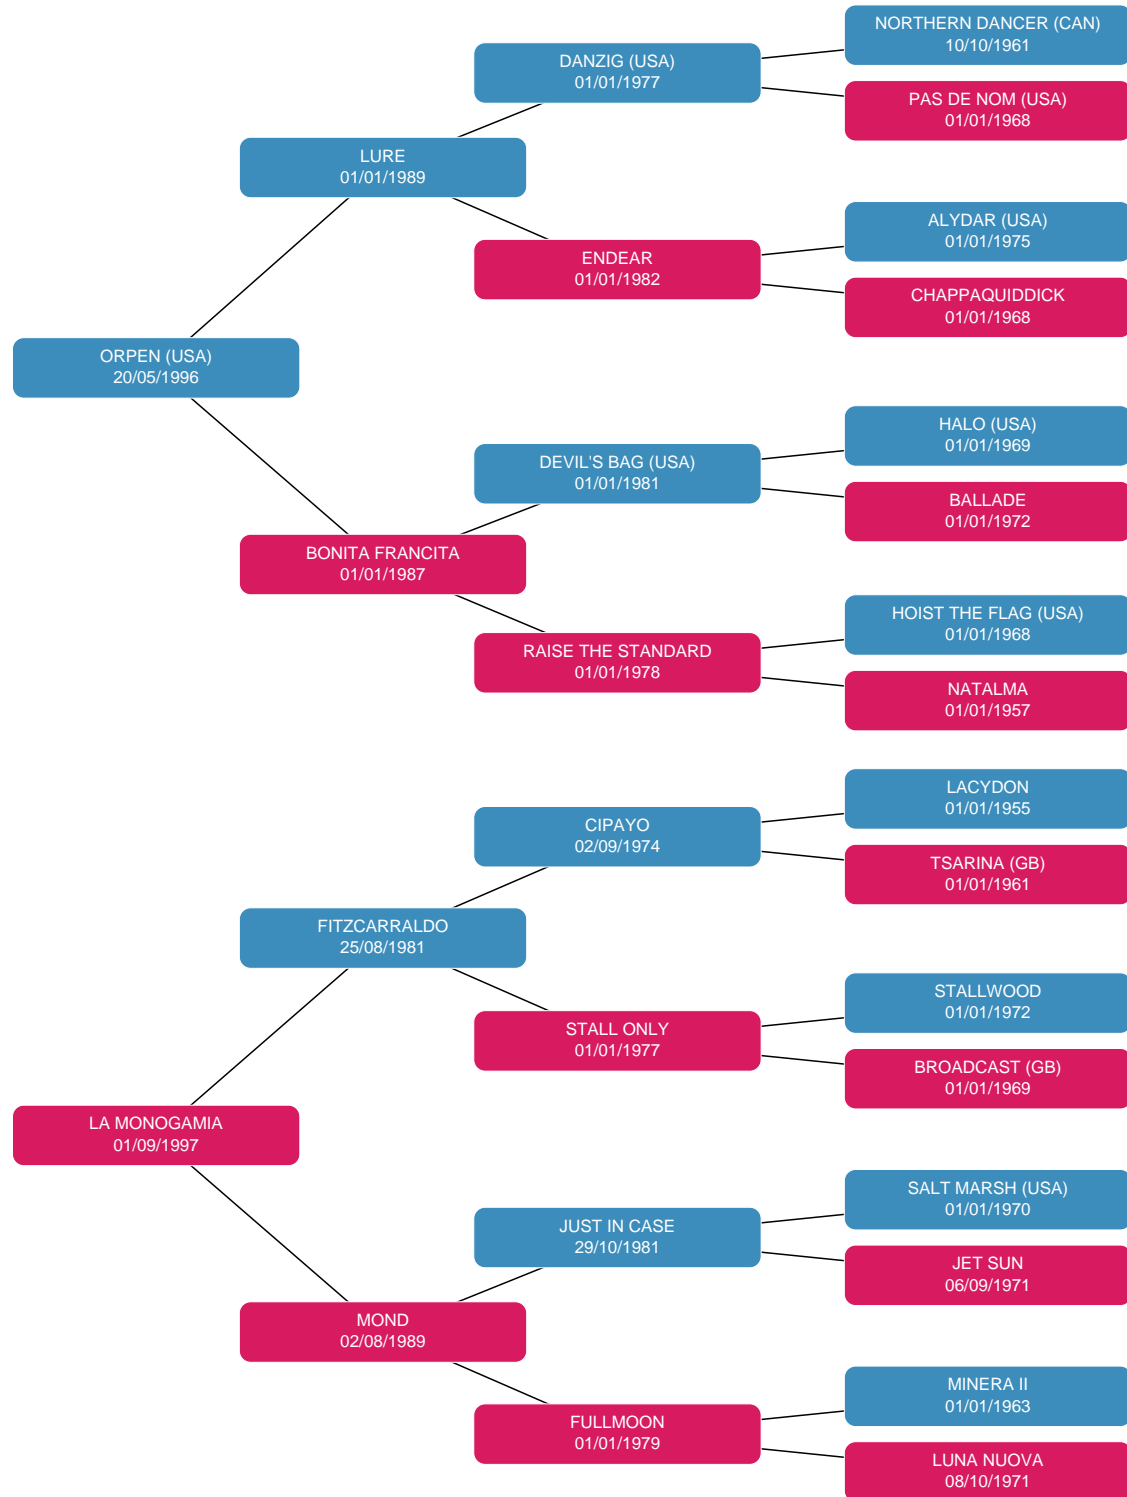 NORTHERN DANCER (CAN)
10/10/1961
DANZIG (USA)
01/01/1977
PAS DE NOM (USA)
01/01/1968
LURE
01/01/1989
ALYDAR (USA)
01/01/1975
ENDEAR
01/01/1982
CHAPPAQUIDDICK
01/01/1968
ORPEN (USA)
20/05/1996
HALO (USA)
01/01/1969
DEVIL'S BAG (USA)
01/01/1981
BALLADE
01/01/1972
BONITA FRANCITA
01/01/1987
HOIST THE FLAG (USA)
01/01/1968
RAISE THE STANDARD
01/01/1978
NATALMA
01/01/1957
LACYDON
01/01/1955
CIPAYO
02/09/1974
TSARINA (GB)
01/01/1961
FITZCARRALDO
25/08/1981
STALLWOOD
01/01/1972
STALL ONLY
01/01/1977
BROADCAST (GB)
01/01/1969
LA MONOGAMIA
01/09/1997
SALT MARSH (USA)
01/01/1970
JUST IN CASE
29/10/1981
JET SUN
06/09/1971
MOND
02/08/1989
MINERA II
01/01/1963
FULLMOON
01/01/1979
LUNA NUOVA
08/10/1971